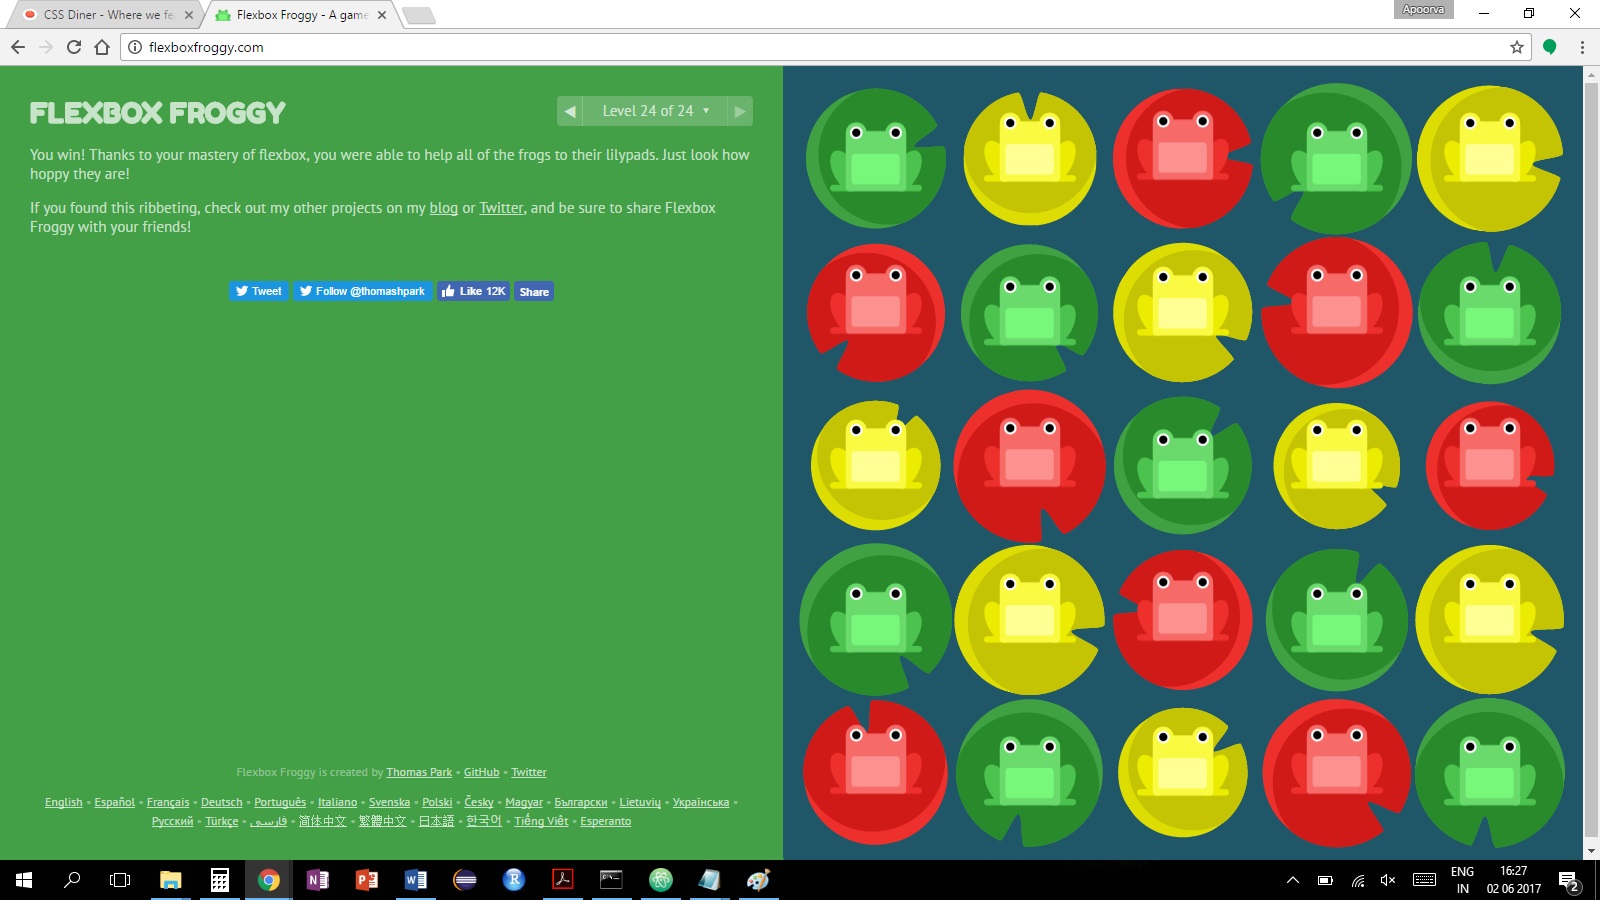 Apoorva
CSS Diner - Where we fe
Flexbox Froggy - A game
flexboxfroggy.com
FLEXBOX FROGGY
Level 24 of 24
You win! Thanks to your mastery of flexbox, you were able to help all of the frogs to their lilypads. Just look how
hoppy they are!
If you found this ribbeting, check out my other projects on my blog or Twitter, and be sure to share Flexbox
Froggy with your friends!
Tweet
Follow @thomashpark
Like 12K
Share
Flexbox Froggy is created by Thomas Park • GitHub • Twitter
English • Español • Français • Deutsch • Português • Italiano • Svenska • Polski • Česky • Magyar • Български • Lietuvių • Українська •
Русский • Türkçe • فارسی • 简体中文 • 繁體中文 • 日本語 • 한국어 • Tiếng Việt • Esperanto
ENG
IN
16:27
02 06 2017
2